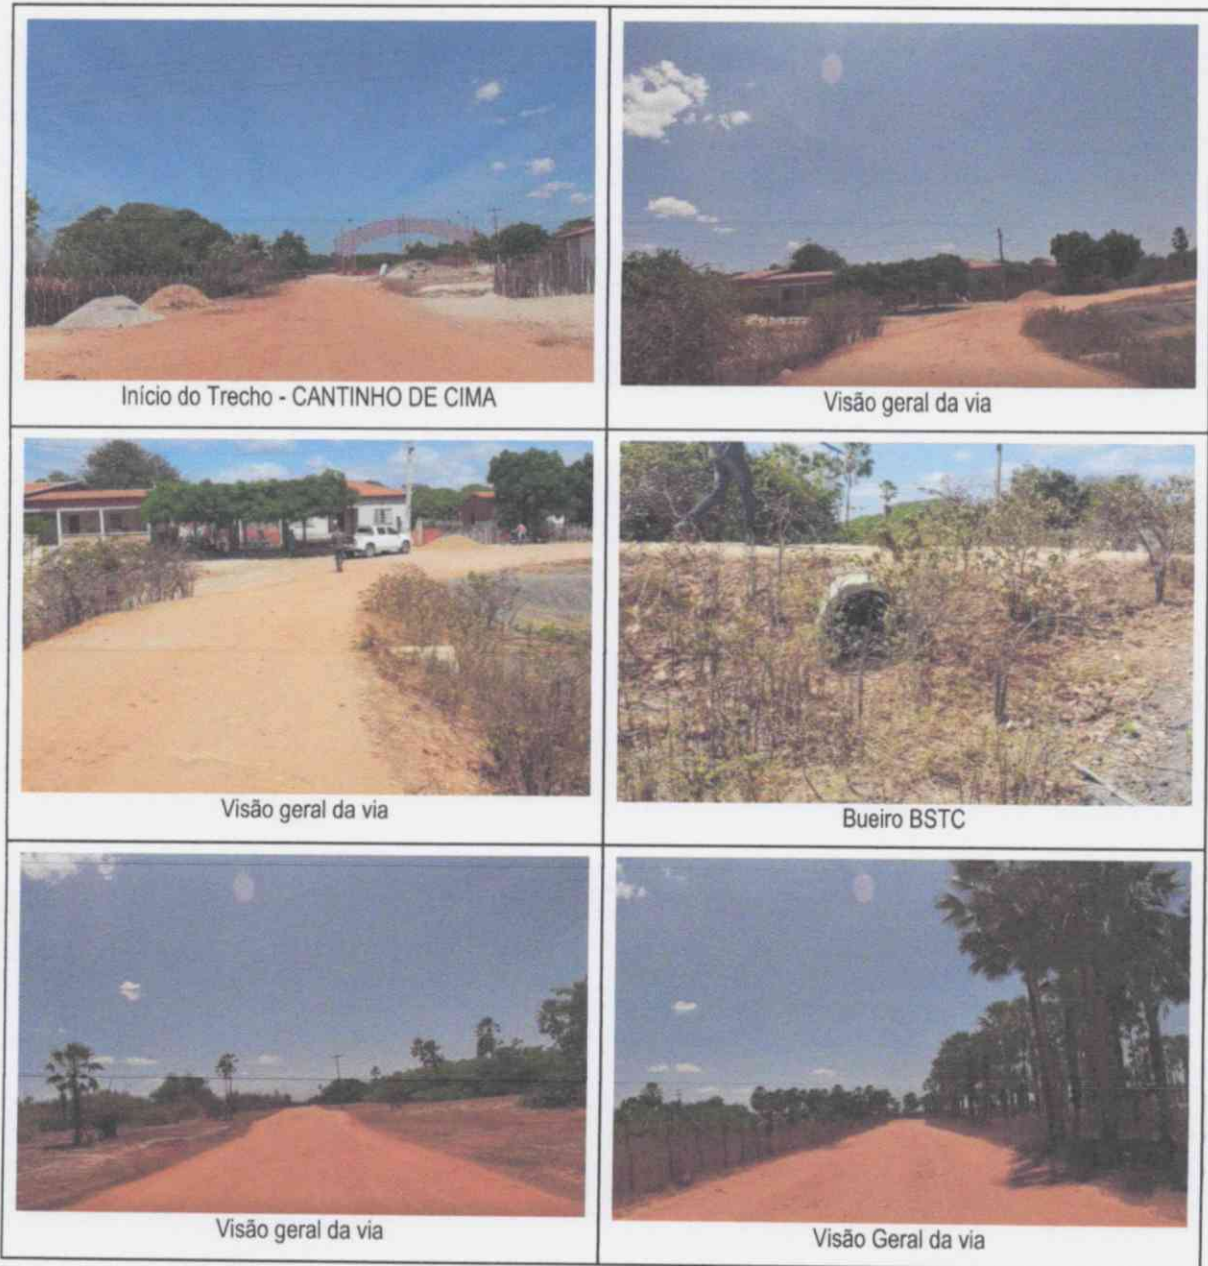 Início do Trecho - CANTINHO DE CIMA
Visão geral da via
Visão geral da via
Bueiro BSTC
Visão geral da via
Visão Geral da via